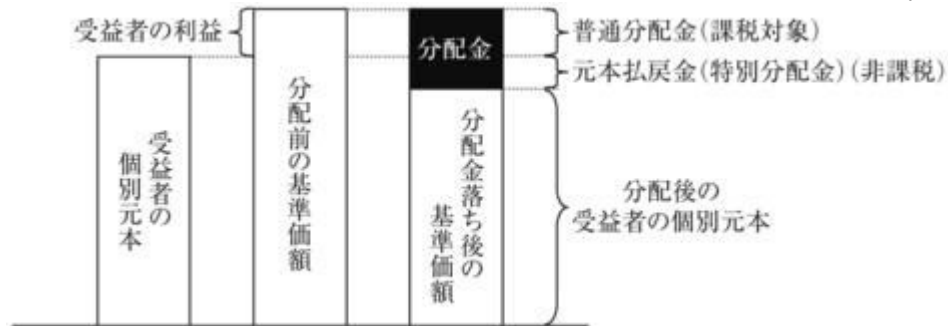 受益者の利益
受益者の
個別元本
分配前の基準価額
分配金
分配金落ち後の
基準価額
普通分配金(課税対象)
元本払戻金(特別分配金)(非課税)
分配後の
受益者の個別元本